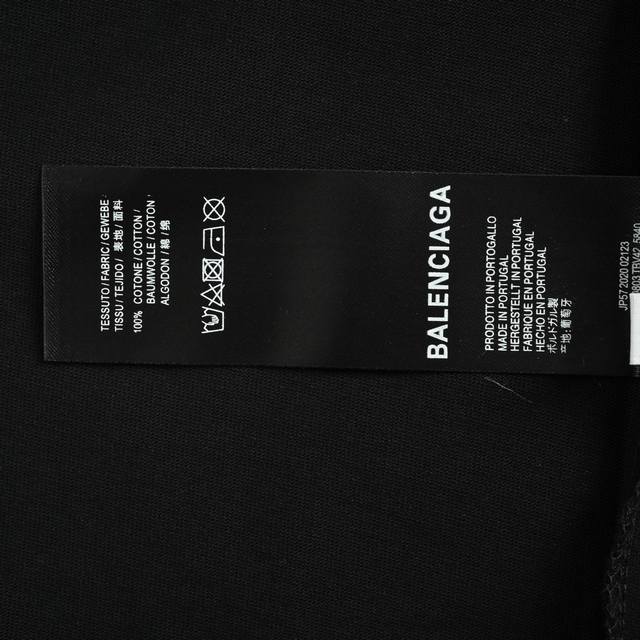 TESSUTO / FABRIC / GEWEBE /
TISSU / TEJIDO / 表地 / 面料
100% COTONE / COTTON /
BAUMWOLLE / COTON /
ALGODON / 綿 / 绵
BALENCIAGA
PRODOTTO IN PORTOGALLO
MADE IN PORTUGAL
HERGESTELLT IN PORTUGAL
FABRIQUÉ EN PORTUGAL
HECHO EN PORTUGAL
ポルトガル製
产地: 葡萄牙
JP57 2020 02123